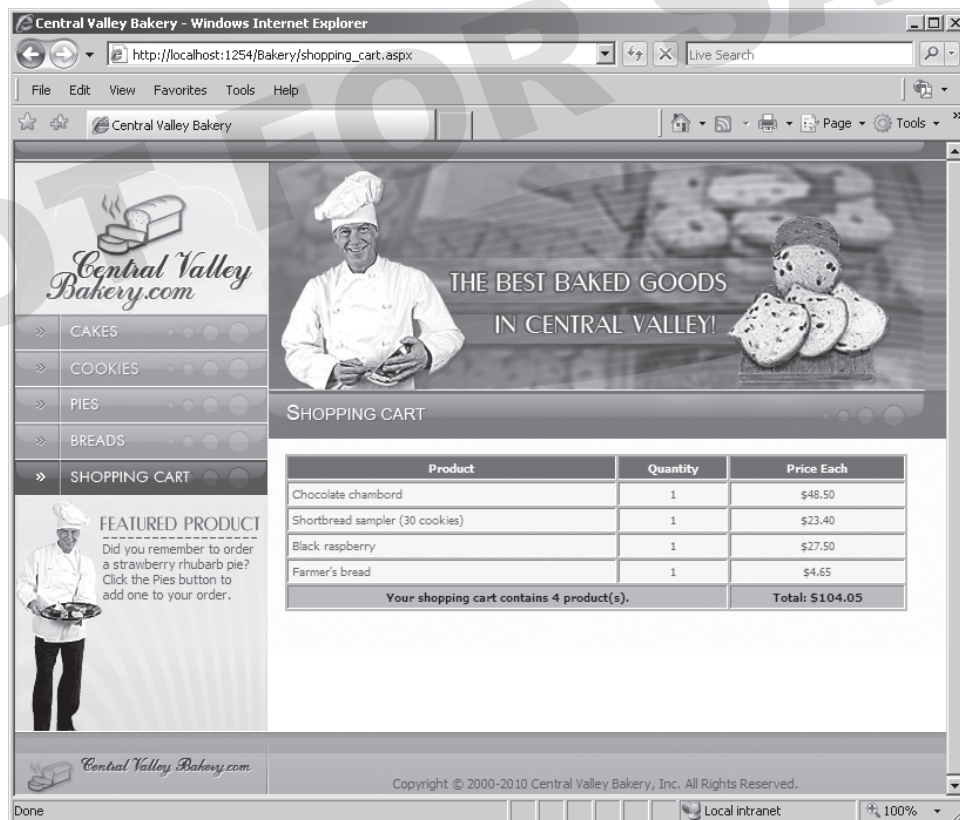 Central Valley Bakery - Windows Internet Explorer
http://localhost:1254/Bakery/shopping_cart.aspx
Live Search
File Edit View Favorites Tools Help
Central Valley Bakery
Page Tools
NOT FOR SA
Central Valley
Bakery.com
THE BEST BAKED GOODS
IN CENTRAL VALLEY!
CAKES
COOKIES
PIES
BREADS
SHOPPING CART
SHOPPING CART
Product Quantity Price Each
Chocolate chambord 1 $48.50
Shortbread sampler (30 cookies) 1 $23.40
Black raspberry 1 $27.50
Farmer's bread 1 $4.65
Your shopping cart contains 4 product(s). Total: $104.05
FEATURED PRODUCT
Did you remember to order
a strawberry rhubarb pie?
Click the Pies button to
add one to your order.
Central Valley Bakery.com
Copyright © 2000-2010 Central Valley Bakery, Inc. All Rights Reserved.
Done
Local intranet
100%